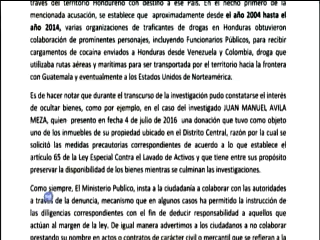 través del territorio Hondureño con destino a ese País. En el hecho primero de la
mencionada acusación, se establece que aproximadamente desde el año 2004 hasta el
año 2014, varias organizaciones de traficantes de drogas en Honduras obtuvieron
colaboración de prominentes personajes, incluyendo Funcionarios Públicos, para recibir
cargamentos de cocaína enviados a Honduras desde Venezuela y Colombia, droga que
utilizaba rutas aéreas y marítimas para ser transportada por el territorio hacia la frontera
con Guatemala y eventualmente a los Estados Unidos de Norteamérica.
Es de hacer notar que durante el transcurso de la investigación pudo constatarse el interés
de ocultar bienes, como por ejemplo, en el caso del investigado JUAN MANUEL AVILA
MEZA, quien presento en fecha 4 de julio de 2016 una donación que tuvo como objeto
uno de los inmuebles de su propiedad ubicado en el Distrito Central, razón por la cual se
solicitó las medidas precautorias correspondientes de acuerdo a lo que establece el
artículo 65 de la Ley Especial Contra el Lavado de Activos y que tiene entre sus propósito
preservar la disponibilidad de los bienes mientras se culminan las investigaciones.
Como siempre, El Ministerio Publico, insta a la ciudadanía a colaborar con las autoridades
a través de la denuncia, mecanismo que en algunos casos ha permitido la instrucción de
las diligencias correspondientes con el fin de deducir responsabilidad a aquellos que
actúan al margen de la ley. De igual manera advertimos a los ciudadanos a no colaborar
prestando su nombre en actos o contratos de carácter civil o mercantil que se refieran a la